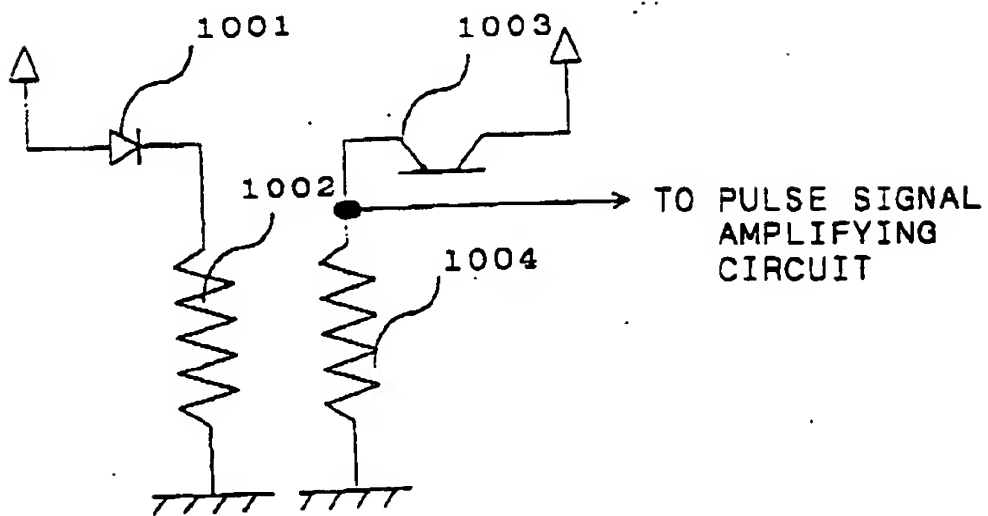 1001
1003
1002
TO PULSE SIGNAL
AMPLIFYING
CIRCUIT
1004